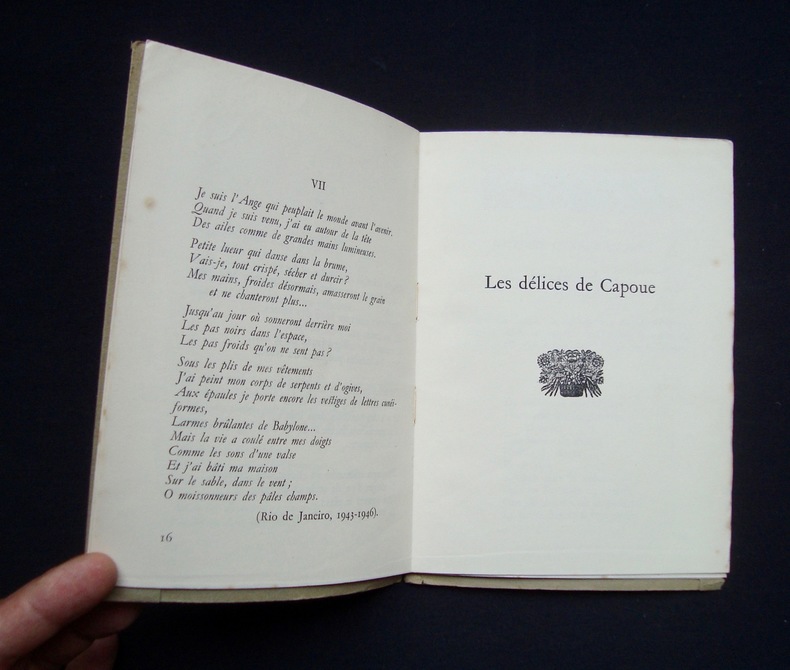 VII
Je suis l'Ange qui peuplait le monde avant l'avenir.
Quand je suis venu, j'ai eu autour de la tête
Des ailes comme de grandes mains lumineuses.
Petite lueur qui danse dans la brume,
Vais-je, tout crispé, sécher et durcir ?
Mes mains, froides désormais, amasseront le grain
et ne chanteront plus...
Jusqu'au jour où sonneront derrière moi
Les pas noirs dans l'espace,
Les pas froids qu'on ne sent pas ?
Sous les plis de mes vêtements
J'ai peint mon corps de serpents et d'ogives,
Aux épaules je porte encore les vestiges de lettres cunéi-
formes,
Larmes brûlantes de Babylone...
Mais la vie a coulé entre mes doigts
Comme les sons d'une valse
Et j'ai bâti ma maison
Sur le sable, dans le vent ;
O moissonneurs des pâles champs.
(Rio de Janeiro, 1943-1946).
16
Les délices de Capoue